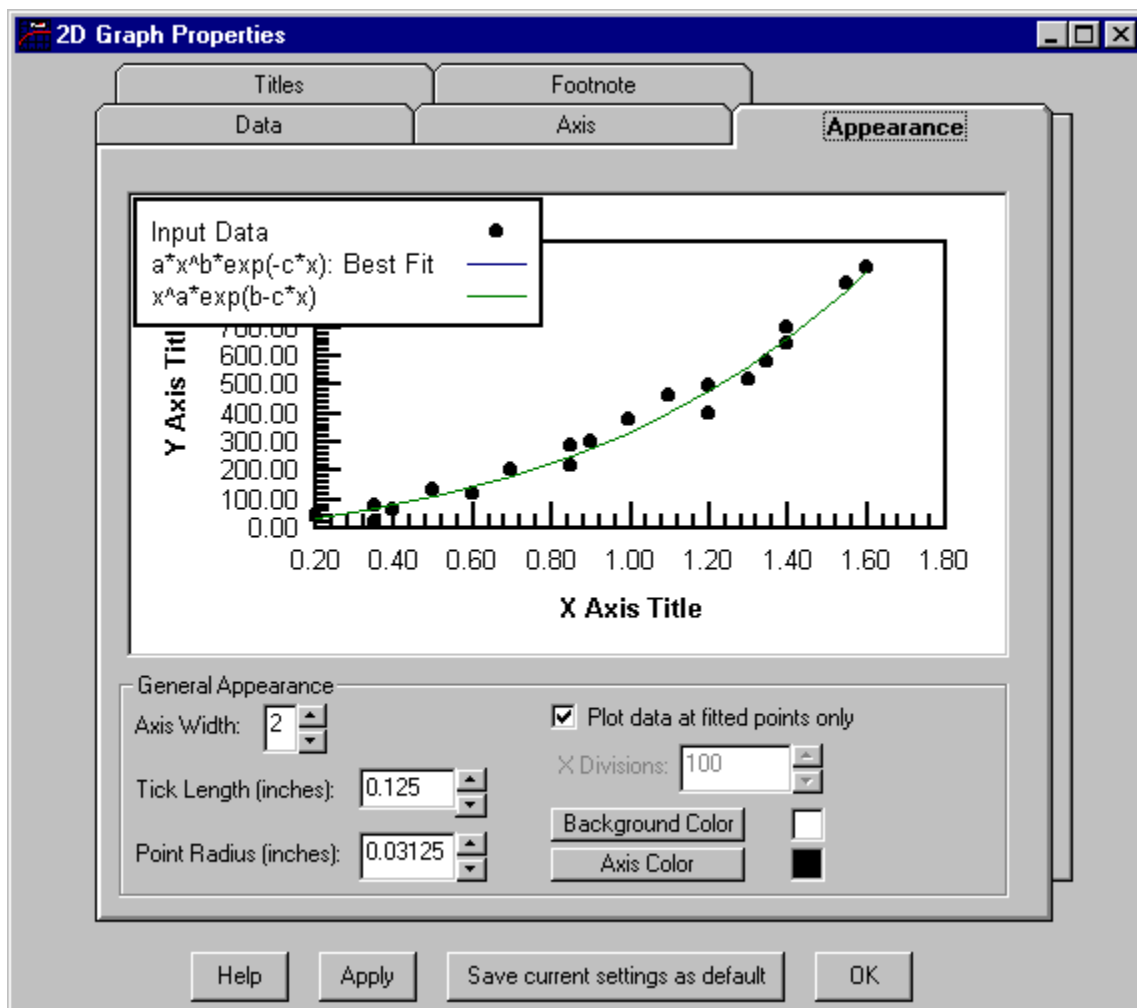 2D Graph Properties
Titles Footnote
Data Axis Appearance
Input Data
a*x^b*exp(-c*x): Best Fit
x^a*exp(b-c*x)
Y Axis Titl
700.00
600.00
500.00
400.00
300.00
200.00
100.00
0.00
0.20 0.40 0.60 0.80 1.00 1.20 1.40 1.60 1.80
X Axis Title
General Appearance
Axis Width: 2
Plot data at fitted points only
X Divisions: 100
Tick Length (inches): 0.125
Background Color
Point Radius (inches): 0.03125
Axis Color
Help Apply Save current settings as default OK